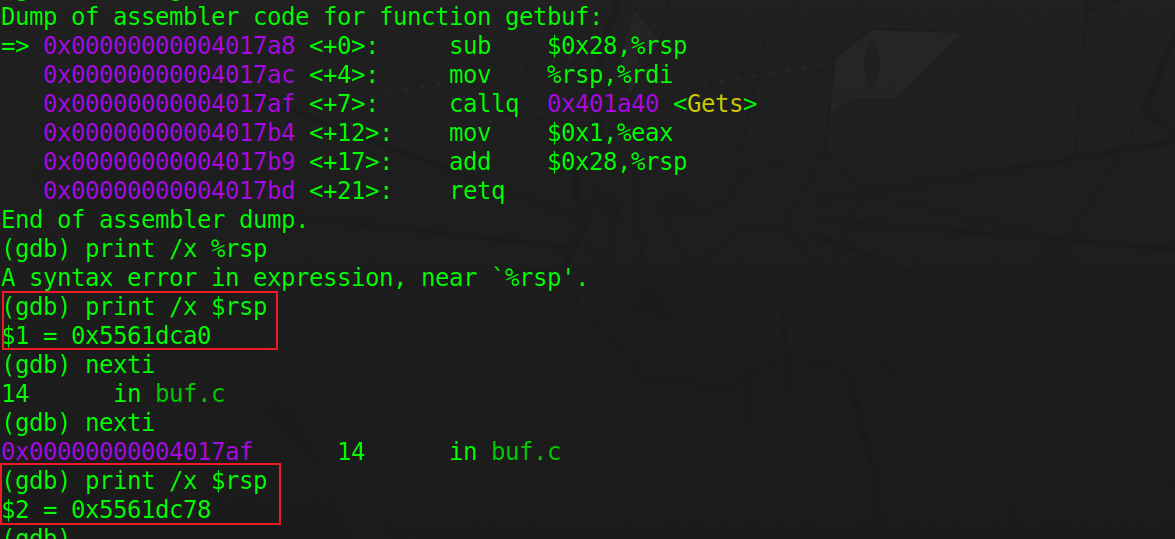 Dump of assembler code for function getbuf:
=> 0x00000000004017a8 <+0>:     sub    $0x28,%rsp
   0x00000000004017ac <+4>:     mov    %rsp,%rdi
   0x00000000004017af <+7>:     callq  0x401a40 <Gets>
   0x00000000004017b4 <+12>:    mov    $0x1,%eax
   0x00000000004017b9 <+17>:    add    $0x28,%rsp
   0x00000000004017bd <+21>:    retq
End of assembler dump.
(gdb) print /x %rsp
A syntax error in expression, near `%rsp'.
(gdb) print /x $rsp
$1 = 0x5561dca0
(gdb) nexti
14      in buf.c
(gdb) nexti
0x00000000004017af      14      in buf.c
(gdb) print /x $rsp
$2 = 0x5561dc78
(gdb)